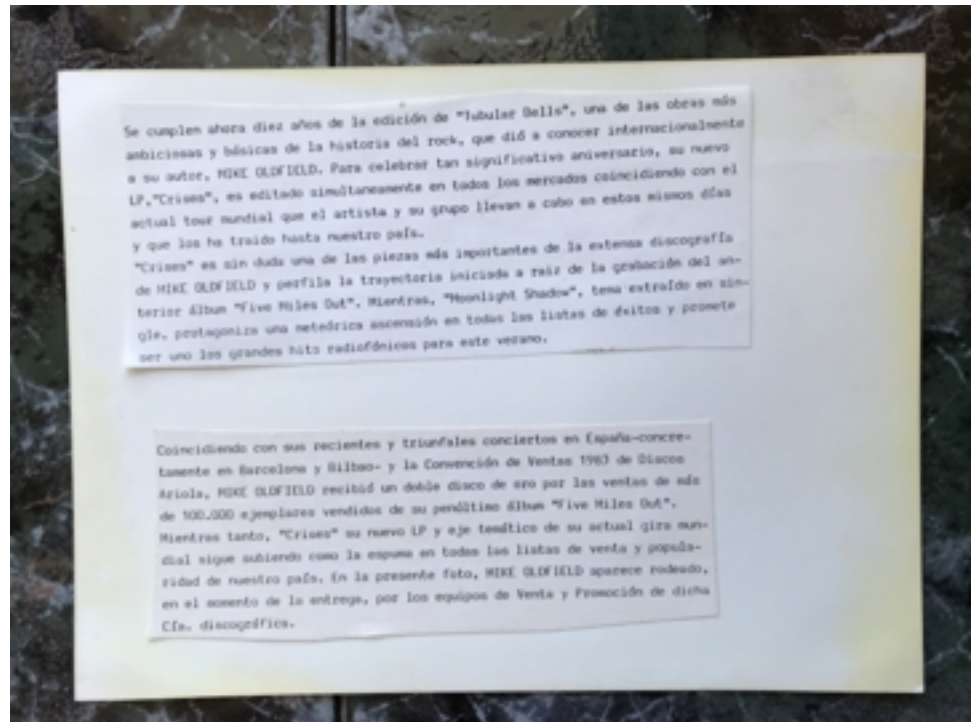 Se cumplen ahora diez años de la edición de "Tubular Bells", una de las obras más
ambiciosas y básicas de la historia del rock, que dió a conocer internacionalmente
a su autor, MIKE OLDFIELD. Para celebrar tan significativo aniversario, su nuevo
LP,"Crises", es editado simultaneamente en todos los mercados coincidiendo con el
actual tour mundial que el artista y su grupo llevan a cabo en estos mismos días
y que los ha traido hasta nuestro país.
"Crises" es sin duda una de las piezas más importantes de la extensa discografía
de MIKE OLDFIELD y perfila la trayectoria iniciada a raiz de la grabación del an-
terior álbum "Five Miles Out". Mientras, "Moonlight Shadow", tema extraído en sin-
gle, protagoniza una meteórica ascensión en todas las listas de éxitos y promete
ser uno los grandes hito radiofónicos para este verano.
Coincidiendo con sus recientes y triunfales conciertos en España-concre-
tamente en Barcelona y Bilbao- y la Convención de Ventas 1983 de Discos
Ariola, MIKE OLDFIELD recibió un doble disco de oro por las ventas de más
de 100.000 ejemplares vendidos de su penúltimo álbum "Five Miles Out".
Mientras tanto, "Crises" su nuevo LP y eje temático de su actual gira mun-
dial sigue subiendo como la espuma en todas las listas de venta y popula-
ridad de nuestro país. En la presente foto, MIKE OLDFIELD aparece rodeado,
en el momento de la entrega, por los equipos de Venta y Promoción de dicha
Cía. discográfica.